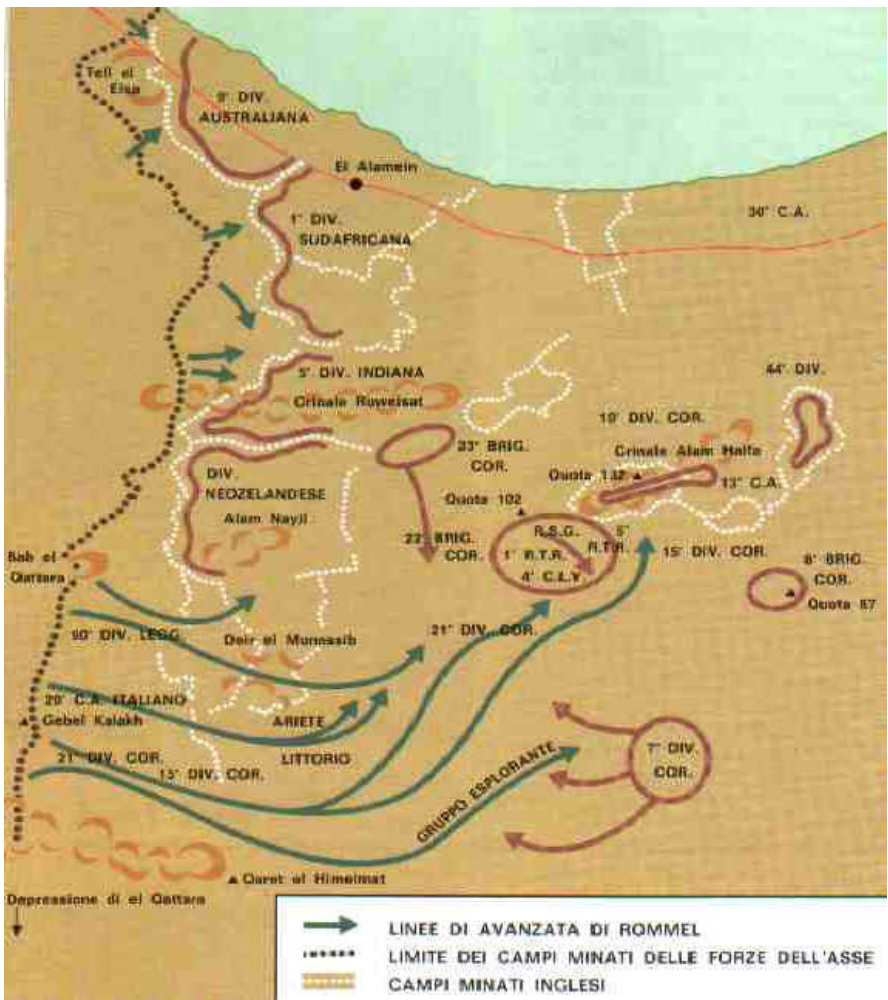 Tell el
Eisa
9ª DIV.
AUSTRALIANA
El Alamein
30° C.A.
1ª DIV.
SUDAFRICANA
5ª DIV. INDIANA
Crinale Ruweisat
44ª DIV.
10ª DIV. COR.
Crinale Alam Halfa
23ª BRIG.
COR.
Quota 132
13° C.A.
DIV.
NEOZELANDESE
Alam Nayil
Quota 102
22ª BRIG.
COR.
R.S.G.
5°
R.T.R.
1° R.T.R.
4° C.L.Y.
15ª DIV. COR.
8ª BRIG.
COR.
Quota 87
Bab el
Qattara
90ª DIV. LEGG.
Deir el Munassib
21ª DIV. COR.
20° C.A. ITALIANO
Gebel Kalakh
ARIETE
LITTORIO
21ª DIV. COR.
15ª DIV. COR.
GRUPPO ESPLORANTE
7ª DIV.
COR.
Qaret el Himeimat
Depressione di el Qattara
LINEE DI AVANZATA DI ROMMEL
LIMITE DEI CAMPI MINATI DELLE FORZE DELL'ASSE
CAMPI MINATI INGLESI